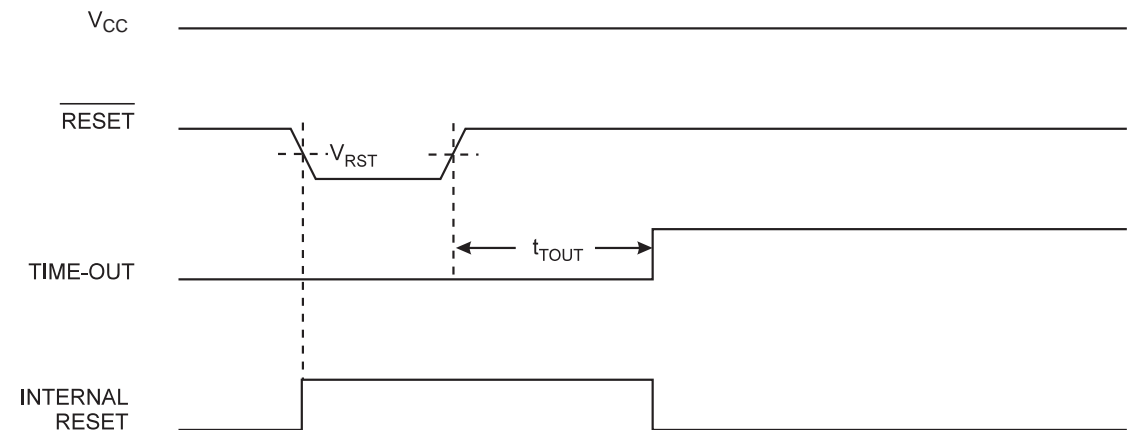 VCC
RESET
VRST
tTOUT
TIME-OUT
INTERNAL
RESET